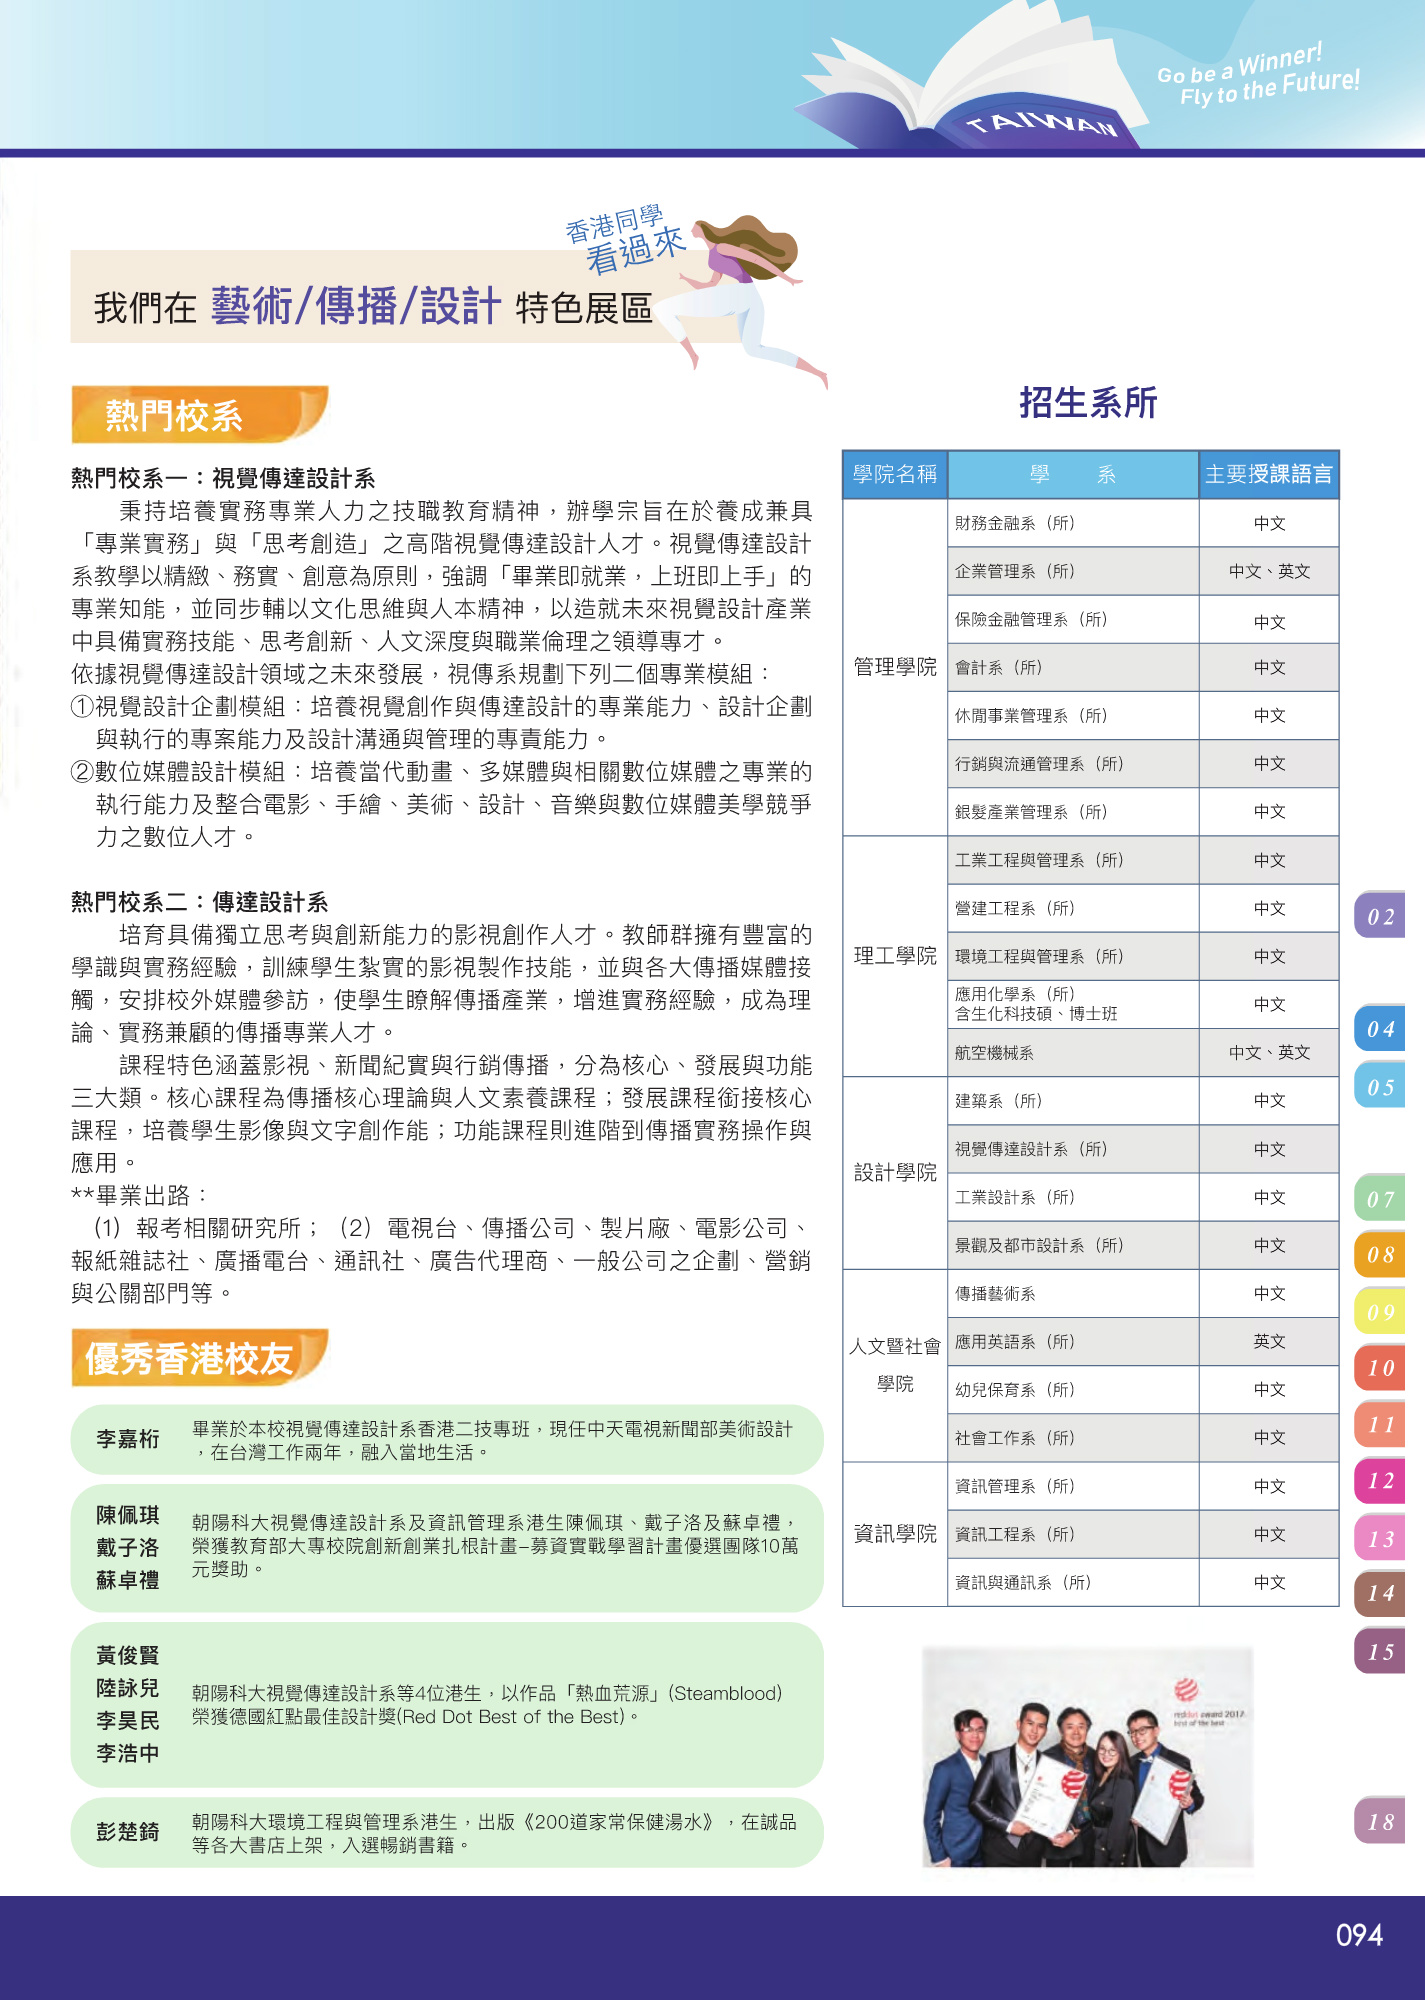 Go be a Winner!
Fly to the Future!
TAIWAN
香港同學
看過來
我們在 藝術/傳播/設計 特色展區
熱門校系
熱門校系一：視覺傳達設計系
秉持培養實務專業人力之技職教育精神，辦學宗旨在於養成兼具
「專業實務」與「思考創造」之高階視覺傳達設計人才。視覺傳達設計
系教學以精緻、務實、創意為原則，強調「畢業即就業，上班即上手」的
專業知能，並同步輔以文化思維與人本精神，以造就未來視覺設計產業
中具備實務技能、思考創新、人文深度與職業倫理之領導專才。
依據視覺傳達設計領域之未來發展，視傳系規劃下列二個專業模組：
①視覺設計企劃模組：培養視覺創作與傳達設計的專業能力、設計企劃
與執行的專案能力及設計溝通與管理的專責能力。
②數位媒體設計模組：培養當代動畫、多媒體與相關數位媒體之專業的
執行能力及整合電影、手繪、美術、設計、音樂與數位媒體美學競爭
力之數位人才。
熱門校系二：傳達設計系
培育具備獨立思考與創新能力的影視創作人才。教師群擁有豐富的
學識與實務經驗，訓練學生紮實的影視製作技能，並與各大傳播媒體接
觸，安排校外媒體參訪，使學生瞭解傳播產業，增進實務經驗，成為理
論、實務兼顧的傳播專業人才。
課程特色涵蓋影視、新聞紀實與行銷傳播，分為核心、發展與功能
三大類。核心課程為傳播核心理論與人文素養課程；發展課程銜接核心
課程，培養學生影像與文字創作能；功能課程則進階到傳播實務操作與
應用。
**畢業出路：
(1) 報考相關研究所； (2) 電視台、傳播公司、製片廠、電影公司、
報紙雜誌社、廣播電台、通訊社、廣告代理商、一般公司之企劃、營銷
與公關部門等。
優秀香港校友
李嘉桁
畢業於本校視覺傳達設計系香港二技專班，現任中天電視新聞部美術設計
，在台灣工作兩年，融入當地生活。
陳佩琪
戴子洛
蘇卓禮
朝陽科大視覺傳達設計系及資訊管理系港生陳佩琪、戴子洛及蘇卓禮，
榮獲教育部大專校院創新創業扎根計畫–募資實戰學習計畫優選團隊10萬
元獎助。
黃俊賢
陸詠兒
李昊民
李浩中
朝陽科大視覺傳達設計系等4位港生，以作品「熱血荒源」(Steamblood)
榮獲德國紅點最佳設計獎(Red Dot Best of the Best)。
彭楚錡
朝陽科大環境工程與管理系港生，出版《200道家常保健湯水》，在誠品
等各大書店上架，入選暢銷書籍。
招生系所
學院名稱 學 系 主要授課語言
管理學院
財務金融系（所） 中文
企業管理系（所） 中文、英文
保險金融管理系（所） 中文
會計系（所） 中文
休閒事業管理系（所） 中文
行銷與流通管理系（所） 中文
銀髮產業管理系（所） 中文
理工學院
工業工程與管理系（所） 中文
營建工程系（所） 中文
環境工程與管理系（所） 中文
應用化學系（所）
含生化科技碩、博士班 中文
航空機械系 中文、英文
設計學院
建築系（所） 中文
視覺傳達設計系（所） 中文
工業設計系（所） 中文
景觀及都市設計系（所） 中文
人文暨社會
學院
傳播藝術系 中文
應用英語系（所） 英文
幼兒保育系（所） 中文
社會工作系（所） 中文
資訊學院
資訊管理系（所） 中文
資訊工程系（所） 中文
資訊與通訊系（所） 中文
reddot award 2017
best of the best
02
04
05
07
08
09
10
11
12
13
14
15
18
094